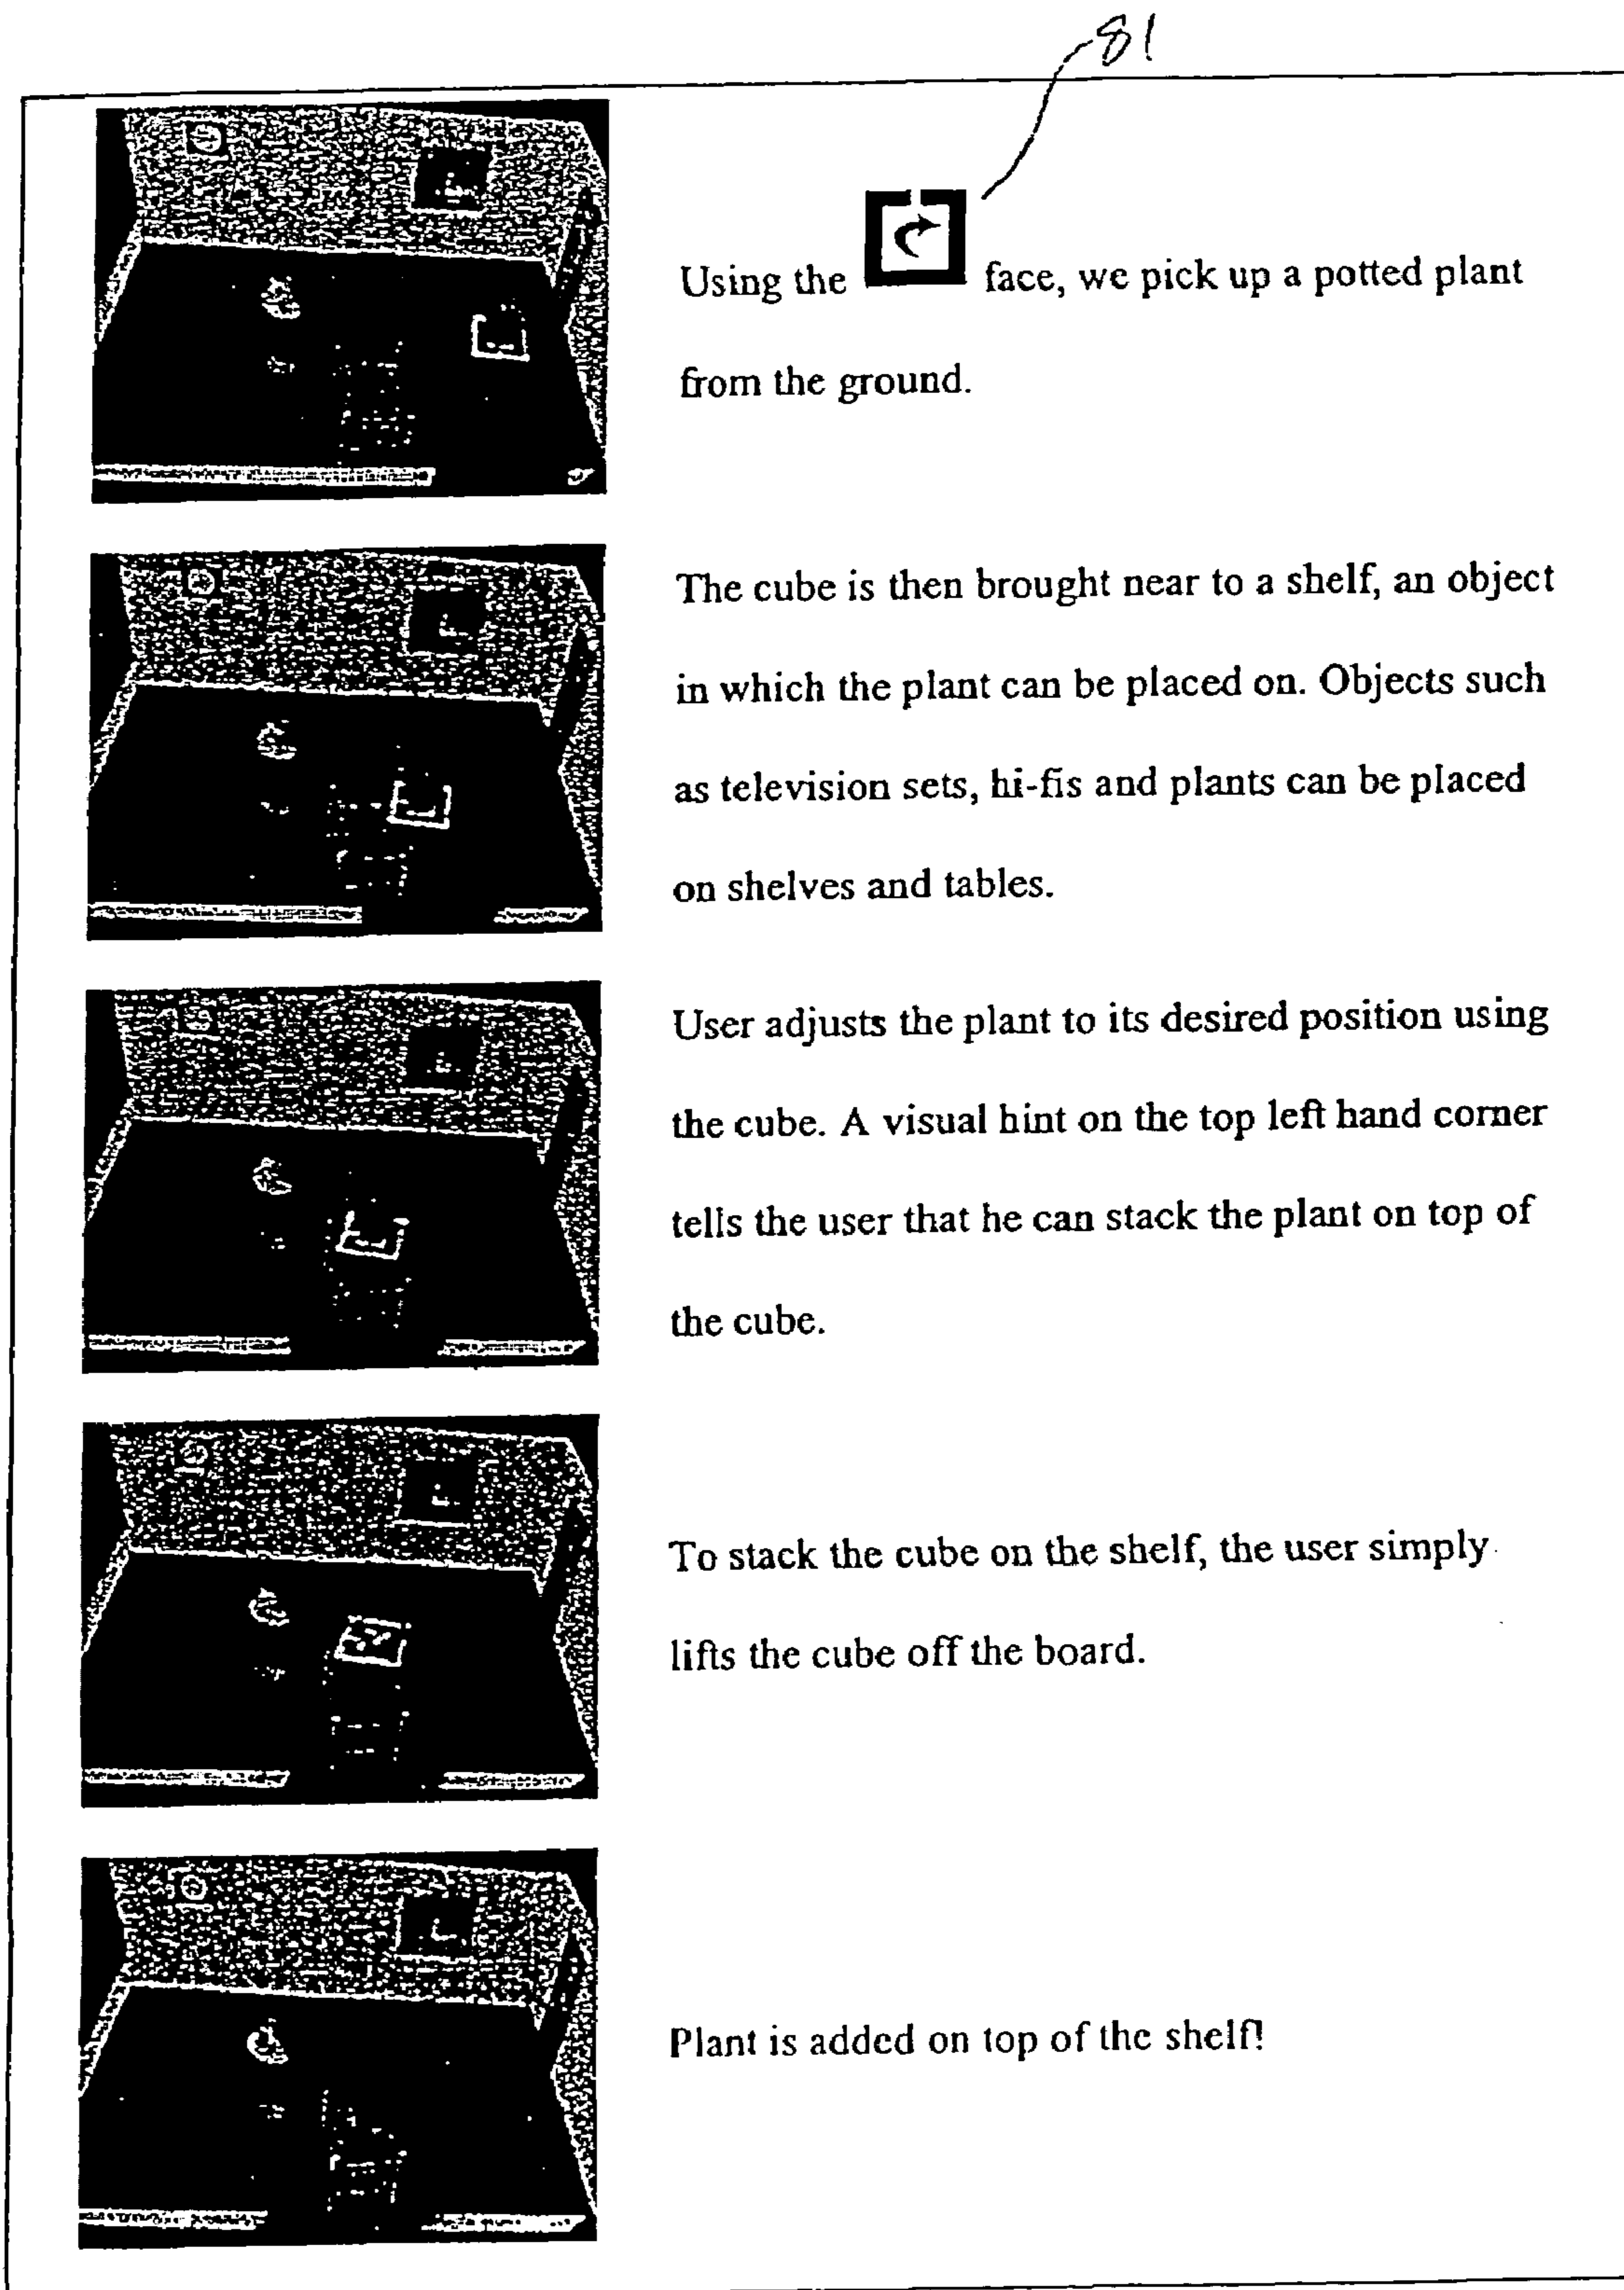 81
Using the face, we pick up a potted plant
from the ground.
The cube is then brought near to a shelf, an object
in which the plant can be placed on. Objects such
as television sets, hi-fis and plants can be placed
on shelves and tables.
User adjusts the plant to its desired position using
the cube. A visual hint on the top left hand corner
tells the user that he can stack the plant on top of
the cube.
To stack the cube on the shelf, the user simply
lifts the cube off the board.
Plant is added on top of the shelf!